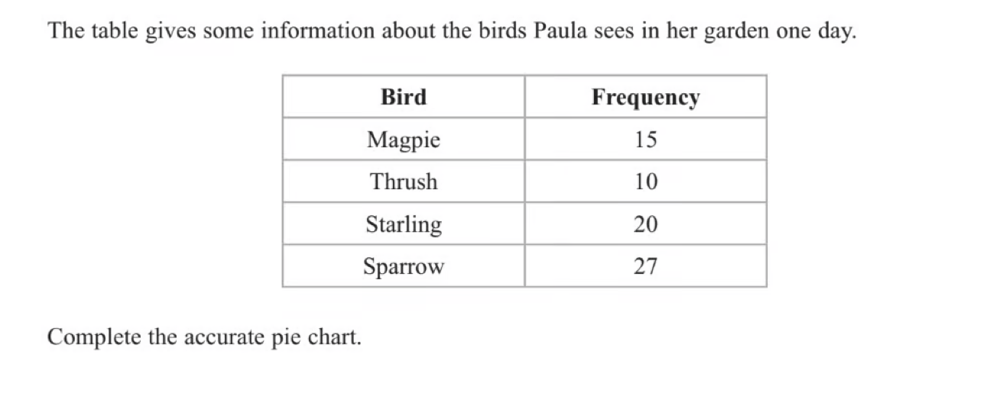 The table gives some information about the birds Paula sees in her garden one day.
Bird Frequency
Magpie 15
Thrush 10
Starling 20
Sparrow 27
Complete the accurate pie chart.